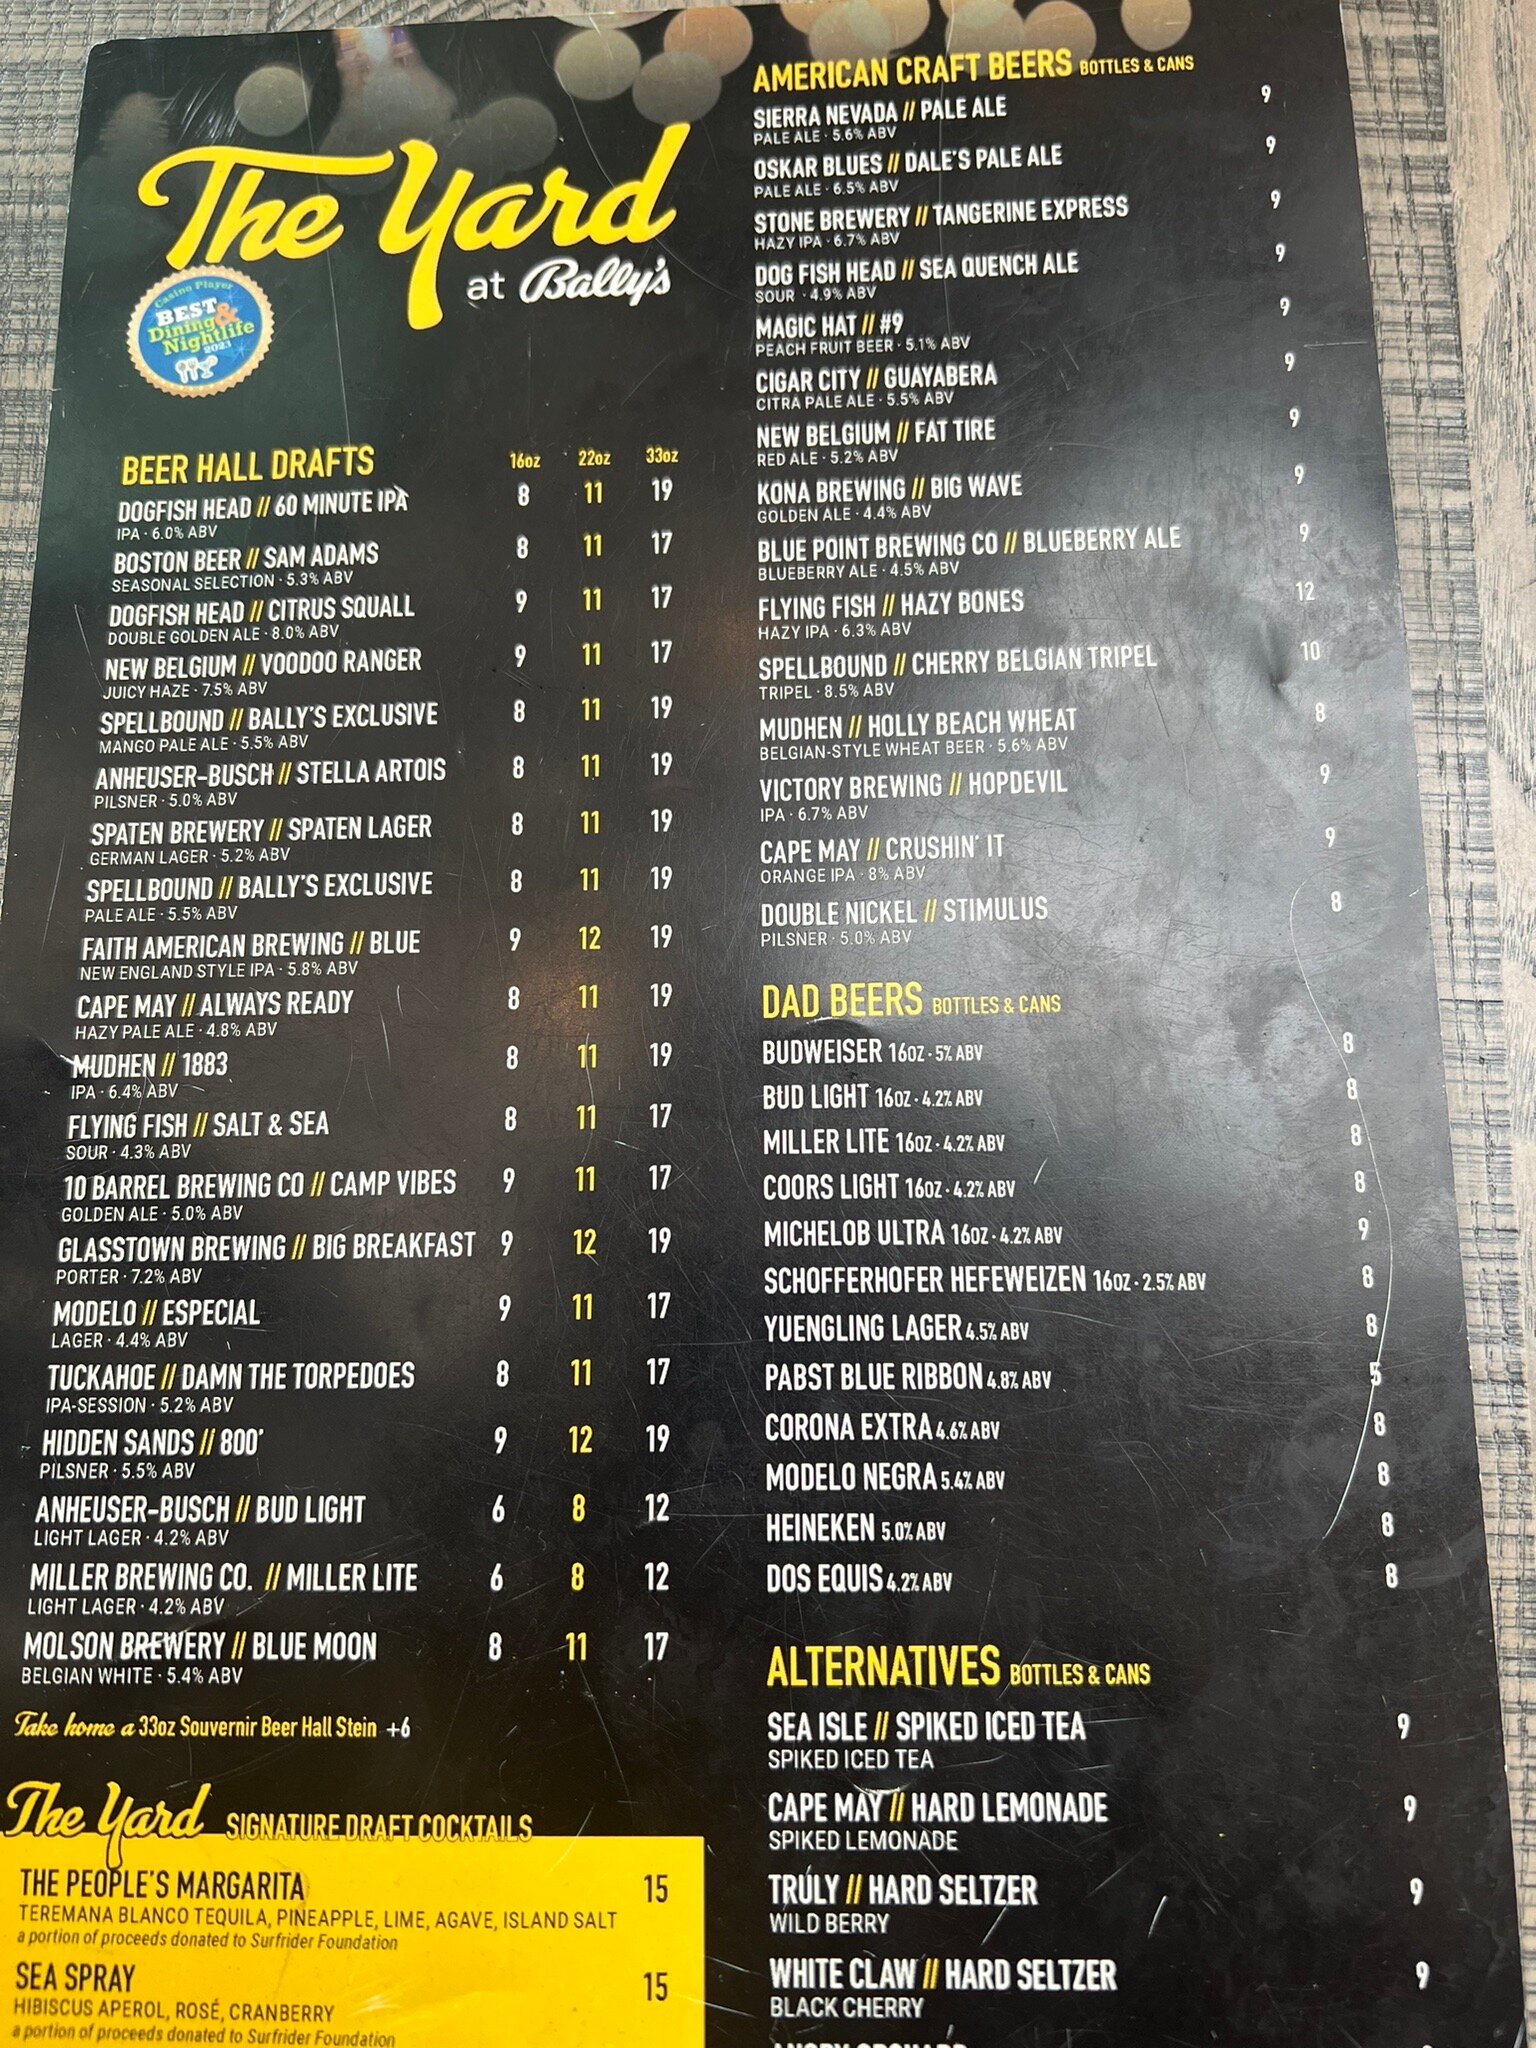 The Yard
at Bally's
Casino Player
BEST
Dining &
Nightlife
2023
BEER HALL DRAFTS 16oz 22oz 33oz
DOGFISH HEAD // 60 MINUTE IPA 8 11 19
IPA · 6.0% ABV
BOSTON BEER // SAM ADAMS 8 11 17
SEASONAL SELECTION · 5.3% ABV
DOGFISH HEAD // CITRUS SQUALL 9 11 17
DOUBLE GOLDEN ALE · 8.0% ABV
NEW BELGIUM // VOODOO RANGER 9 11 17
JUICY HAZE · 7.5% ABV
SPELLBOUND // BALLY'S EXCLUSIVE 8 11 19
MANGO PALE ALE · 5.5% ABV
ANHEUSER-BUSCH // STELLA ARTOIS 8 11 19
PILSNER · 5.0% ABV
SPATEN BREWERY // SPATEN LAGER 8 11 19
GERMAN LAGER · 5.2% ABV
SPELLBOUND // BALLY'S EXCLUSIVE 8 11 19
PALE ALE · 5.5% ABV
FAITH AMERICAN BREWING // BLUE 9 12 19
NEW ENGLAND STYLE IPA · 5.8% ABV
CAPE MAY // ALWAYS READY 8 11 19
HAZY PALE ALE · 4.8% ABV
MUDHEN // 1883 8 11 19
IPA · 6.4% ABV
FLYING FISH // SALT & SEA 8 11 17
SOUR · 4.3% ABV
10 BARREL BREWING CO // CAMP VIBES 9 11 17
GOLDEN ALE · 5.0% ABV
GLASSTOWN BREWING // BIG BREAKFAST 9 12 19
PORTER · 7.2% ABV
MODELO // ESPECIAL 9 11 17
LAGER · 4.4% ABV
TUCKAHOE // DAMN THE TORPEDOES 8 11 17
IPA-SESSION · 5.2% ABV
HIDDEN SANDS // 800' 9 12 19
PILSNER · 5.5% ABV
ANHEUSER-BUSCH // BUD LIGHT 6 8 12
LIGHT LAGER · 4.2% ABV
MILLER BREWING CO. // MILLER LITE 6 8 12
LIGHT LAGER · 4.2% ABV
MOLSON BREWERY // BLUE MOON 8 11 17
BELGIAN WHITE · 5.4% ABV
Take home a 33oz Souvernir Beer Hall Stein +6
The Yard SIGNATURE DRAFT COCKTAILS
THE PEOPLE'S MARGARITA 15
TEREMANA BLANCO TEQUILA, PINEAPPLE, LIME, AGAVE, ISLAND SALT
a portion of proceeds donated to Surfrider Foundation
SEA SPRAY 15
HIBISCUS APEROL, ROSÉ, CRANBERRY
a portion of proceeds donated to Surfrider Foundation
AMERICAN CRAFT BEERS BOTTLES & CANS
SIERRA NEVADA // PALE ALE 9
PALE ALE · 5.6% ABV
OSKAR BLUES // DALE'S PALE ALE 9
PALE ALE · 6.5% ABV
STONE BREWERY // TANGERINE EXPRESS 9
HAZY IPA · 6.7% ABV
DOG FISH HEAD // SEA QUENCH ALE 9
SOUR · 4.9% ABV
MAGIC HAT // #9 9
PEACH FRUIT BEER · 5.1% ABV
CIGAR CITY // GUAYABERA 9
CITRA PALE ALE · 5.5% ABV
NEW BELGIUM // FAT TIRE 9
RED ALE · 5.2% ABV
KONA BREWING // BIG WAVE 9
GOLDEN ALE · 4.4% ABV
BLUE POINT BREWING CO // BLUEBERRY ALE 9
BLUEBERRY ALE · 4.5% ABV
FLYING FISH // HAZY BONES 12
HAZY IPA · 6.3% ABV
SPELLBOUND // CHERRY BELGIAN TRIPEL 10
TRIPEL · 8.5% ABV
MUDHEN // HOLLY BEACH WHEAT 8
BELGIAN-STYLE WHEAT BEER · 5.6% ABV
VICTORY BREWING // HOPDEVIL 9
IPA · 6.7% ABV
CAPE MAY // CRUSHIN' IT 9
ORANGE IPA · 8% ABV
DOUBLE NICKEL // STIMULUS 8
PILSNER · 5.0% ABV
DAD BEERS BOTTLES & CANS
BUDWEISER 16OZ · 5% ABV 8
BUD LIGHT 16OZ · 4.2% ABV 8
MILLER LITE 16OZ · 4.2% ABV 8
COORS LIGHT 16OZ · 4.2% ABV 8
MICHELOB ULTRA 16OZ · 4.2% ABV 9
SCHOFFERHOFER HEFEWEIZEN 16OZ · 2.5% ABV 8
YUENGLING LAGER 4.5% ABV 8
PABST BLUE RIBBON 4.8% ABV 5
CORONA EXTRA 4.6% ABV 8
MODELO NEGRA 5.4% ABV 8
HEINEKEN 5.0% ABV 8
DOS EQUIS 4.2% ABV 8
ALTERNATIVES BOTTLES & CANS
SEA ISLE // SPIKED ICED TEA 9
SPIKED ICED TEA
CAPE MAY // HARD LEMONADE 9
SPIKED LEMONADE
TRULY // HARD SELTZER 9
WILD BERRY
WHITE CLAW // HARD SELTZER 9
BLACK CHERRY